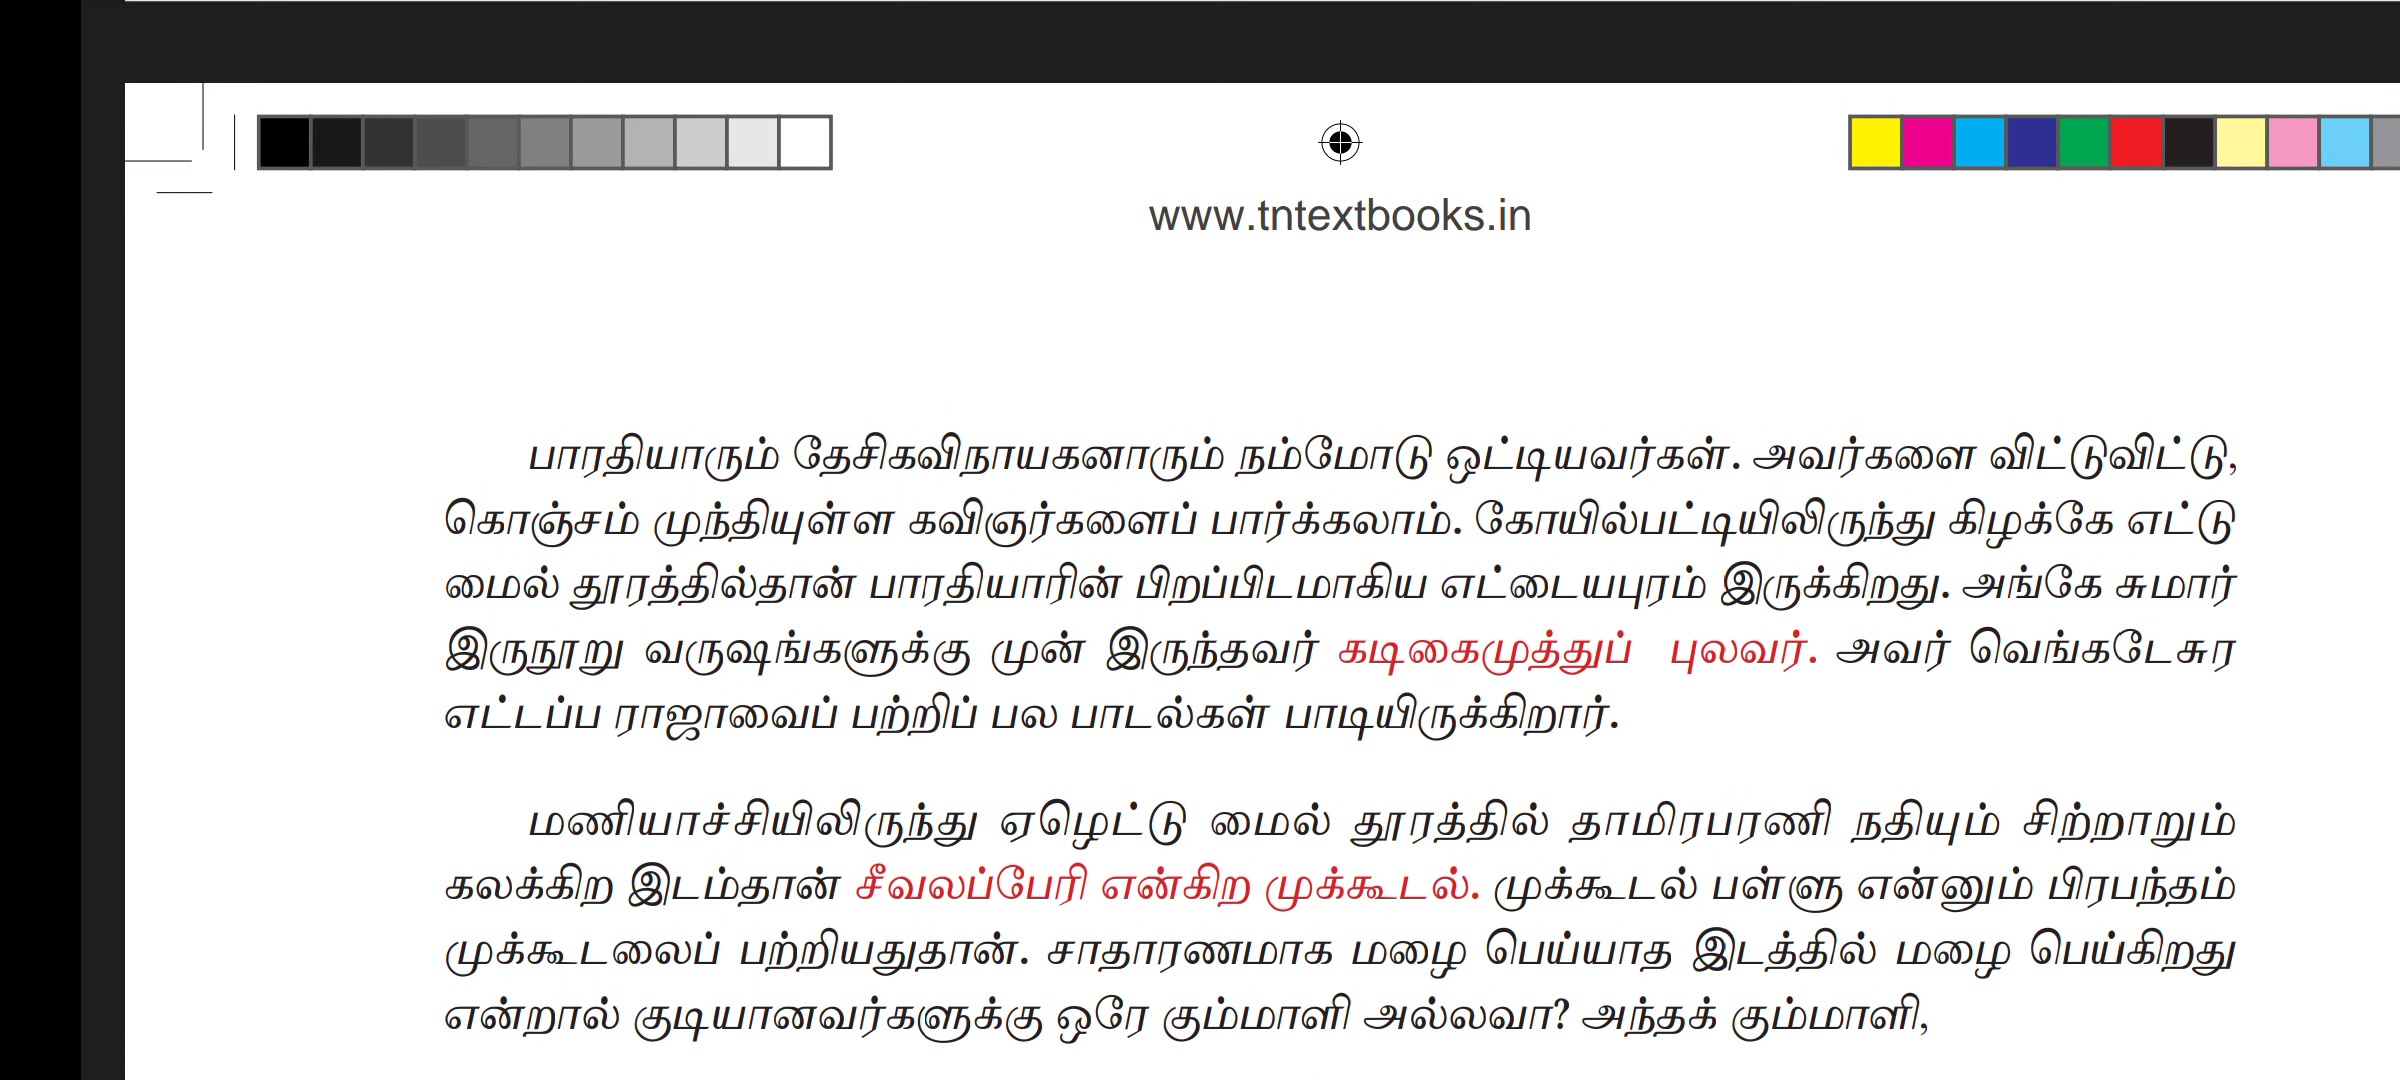 www.tntextbooks.in
பாரதியாரும் தேசிகவிநாயகனாரும் நம்மோடு ஒட்டியவர்கள். அவர்களை விட்டுவிட்டு,
கொஞ்சம் முந்தியுள்ள கவிஞர்களைப் பார்க்கலாம். கோயில்பட்டியிலிருந்து கிழக்கே எட்டு
மைல் தூரத்தில்தான் பாரதியாரின் பிறப்பிடமாகிய எட்டையபுரம் இருக்கிறது. அங்கே சுமார்
இருநூறு வருஷங்களுக்கு முன் இருந்தவர் கடிகைமுத்துப் புலவர். அவர் வெங்கடேசுர
எட்டப்ப ராஜாவைப் பற்றிப் பல பாடல்கள் பாடியிருக்கிறார்.
மணியாச்சியிலிருந்து ஏழெட்டு மைல் தூரத்தில் தாமிரபரணி நதியும் சிற்றாறும்
கலக்கிற இடம்தான் சீவலப்பேரி என்கிற முக்கூடல். முக்கூடல் பள்ளு என்னும் பிரபந்தம்
முக்கூடலைப் பற்றியதுதான். சாதாரணமாக மழை பெய்யாத இடத்தில் மழை பெய்கிறது
என்றால் குடியானவர்களுக்கு ஒரே கும்மாளி அல்லவா? அந்தக் கும்மாளி,